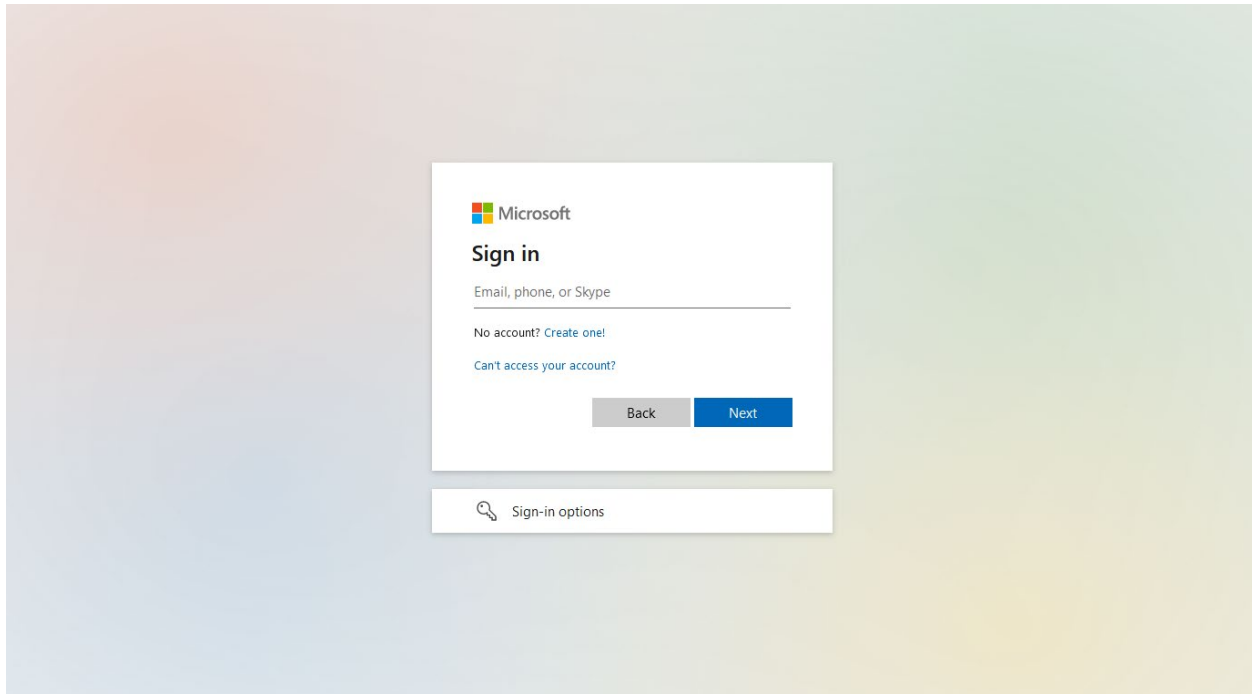 Microsoft
Sign in
Email, phone, or Skype
No account? Create one!
Can't access your account?
Back Next
Sign-in options